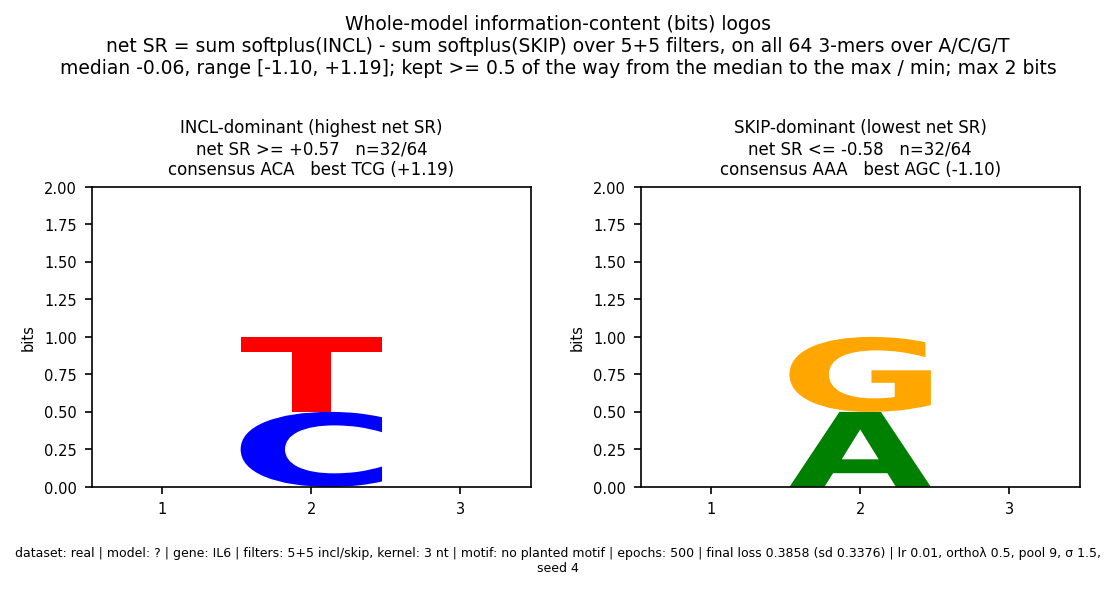 Whole-model information-content (bits) logos
net SR = sum softplus(INCL) - sum softplus(SKIP) over 5+5 filters, on all 64 3-mers over A/C/G/T
median -0.06, range [-1.10, +1.19]; kept >= 0.5 of the way from the median to the max / min; max 2 bits
INCL-dominant (highest net SR)
net SR >= +0.57   n=32/64
consensus ACA   best TCG (+1.19)
2.00
1.75
1.50
1.25
1.00
0.75
0.50
0.25
0.00
bits
T
C
1 2 3
SKIP-dominant (lowest net SR)
net SR <= -0.58   n=32/64
consensus AAA   best AGC (-1.10)
2.00
1.75
1.50
1.25
1.00
0.75
0.50
0.25
0.00
bits
G
A
1 2 3
dataset: real | model: ? | gene: IL6 | filters: 5+5 incl/skip, kernel: 3 nt | motif: no planted motif | epochs: 500 | final loss 0.3858 (sd 0.3376) | lr 0.01, orthoλ 0.5, pool 9, σ 1.5,
seed 4